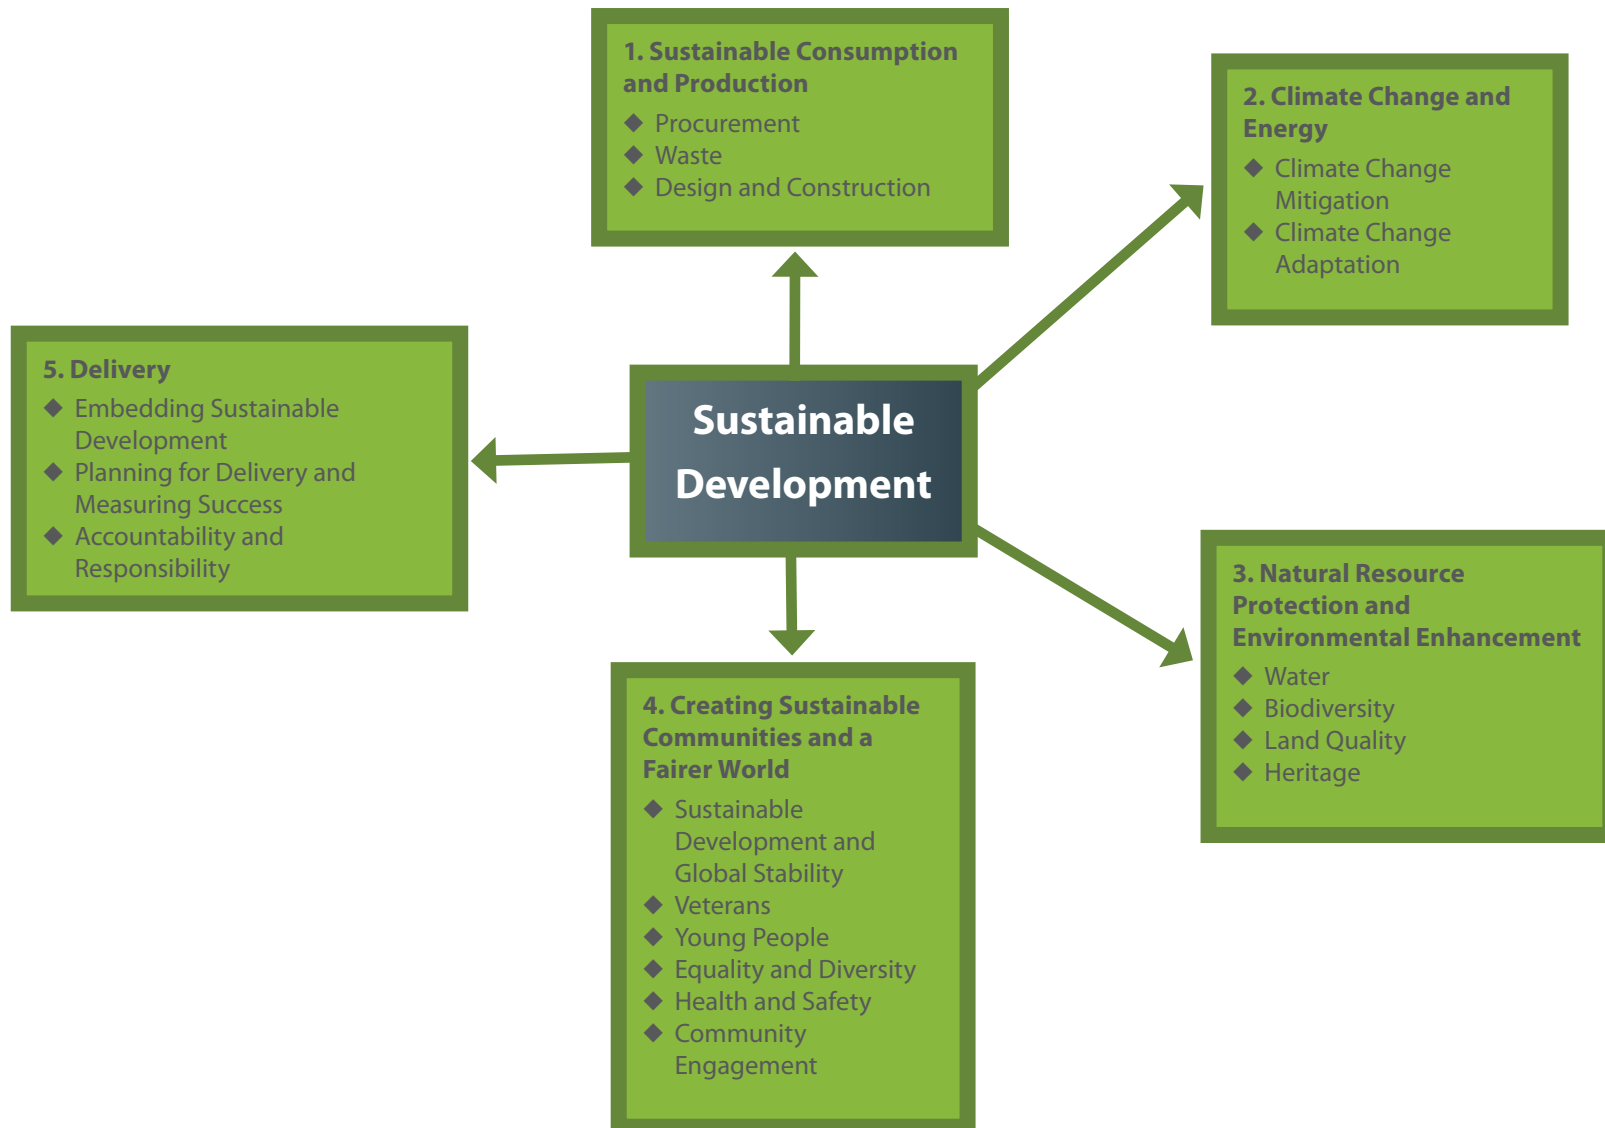 1. Sustainable Consumption
and Production
◆ Procurement
◆ Waste
◆ Design and Construction
2. Climate Change and
Energy
◆ Climate Change
Mitigation
◆ Climate Change
Adaptation
5. Delivery
◆ Embedding Sustainable
Development
◆ Planning for Delivery and
Measuring Success
◆ Accountability and
Responsibility
Sustainable
Development
3. Natural Resource
Protection and
Environmental Enhancement
◆ Water
◆ Biodiversity
◆ Land Quality
◆ Heritage
4. Creating Sustainable
Communities and a
Fairer World
◆ Sustainable
Development and
Global Stability
◆ Veterans
◆ Young People
◆ Equality and Diversity
◆ Health and Safety
◆ Community
Engagement